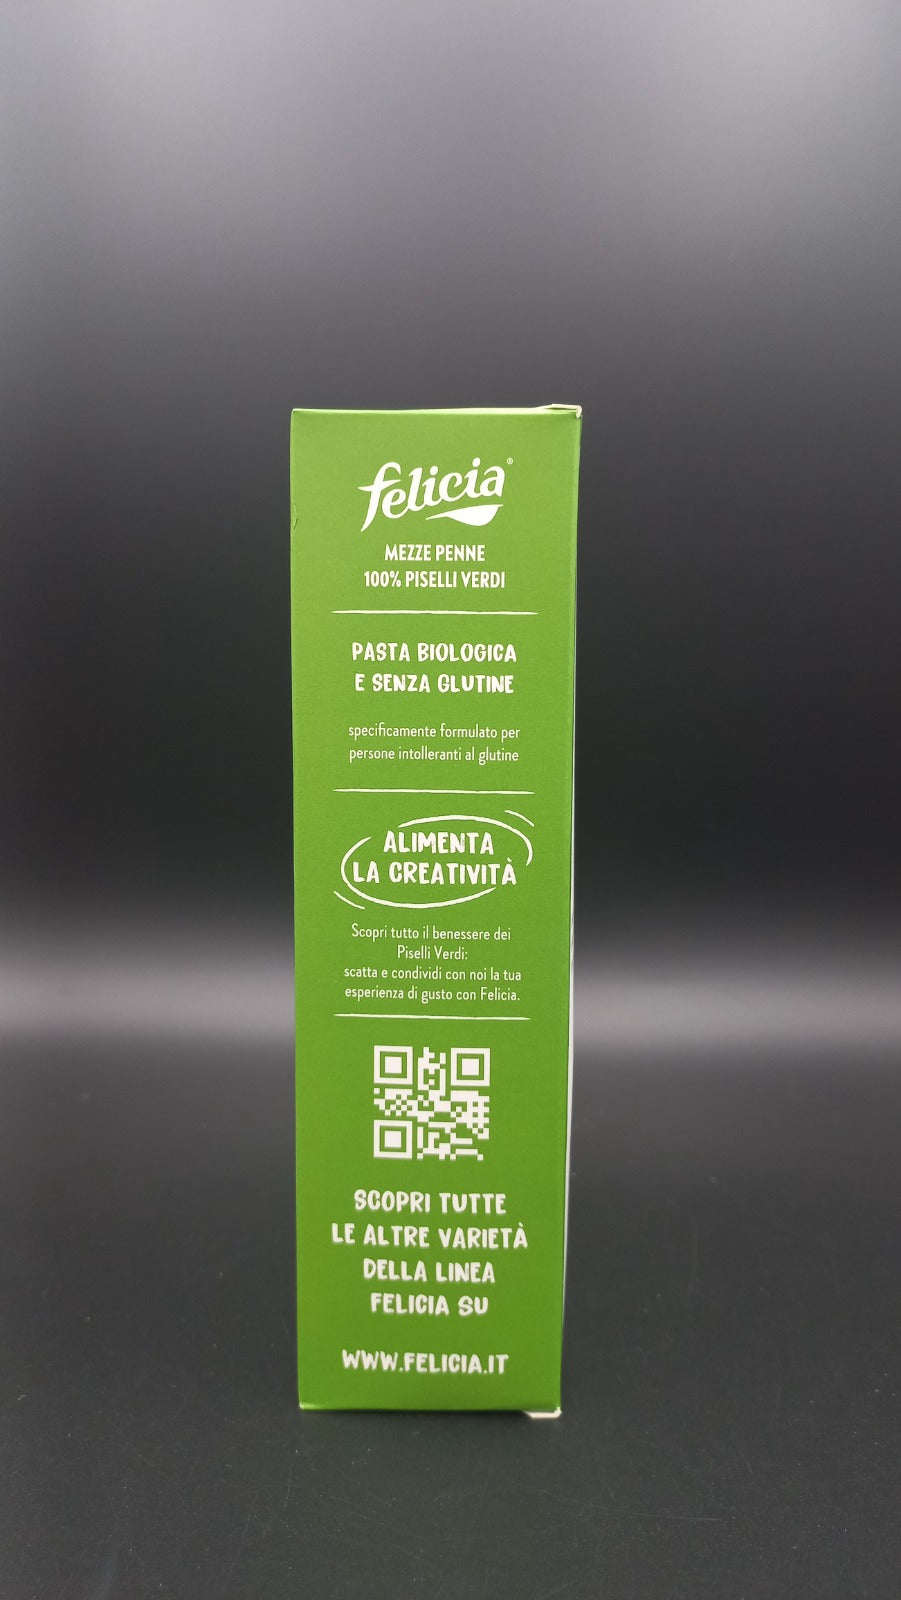 felicia®
MEZZE PENNE
100% PISELLI VERDI
PASTA BIOLOGICA
E SENZA GLUTINE
specificamente formulato per
persone intolleranti al glutine
ALIMENTA
LA CREATIVITÀ
Scopri tutto il benessere dei
Piselli Verdi:
scatta e condividi con noi la tua
esperienza di gusto con Felicia.
SCOPRI TUTTE
LE ALTRE VARIETÀ
DELLA LINEA
FELICIA SU
WWW.FELICIA.IT